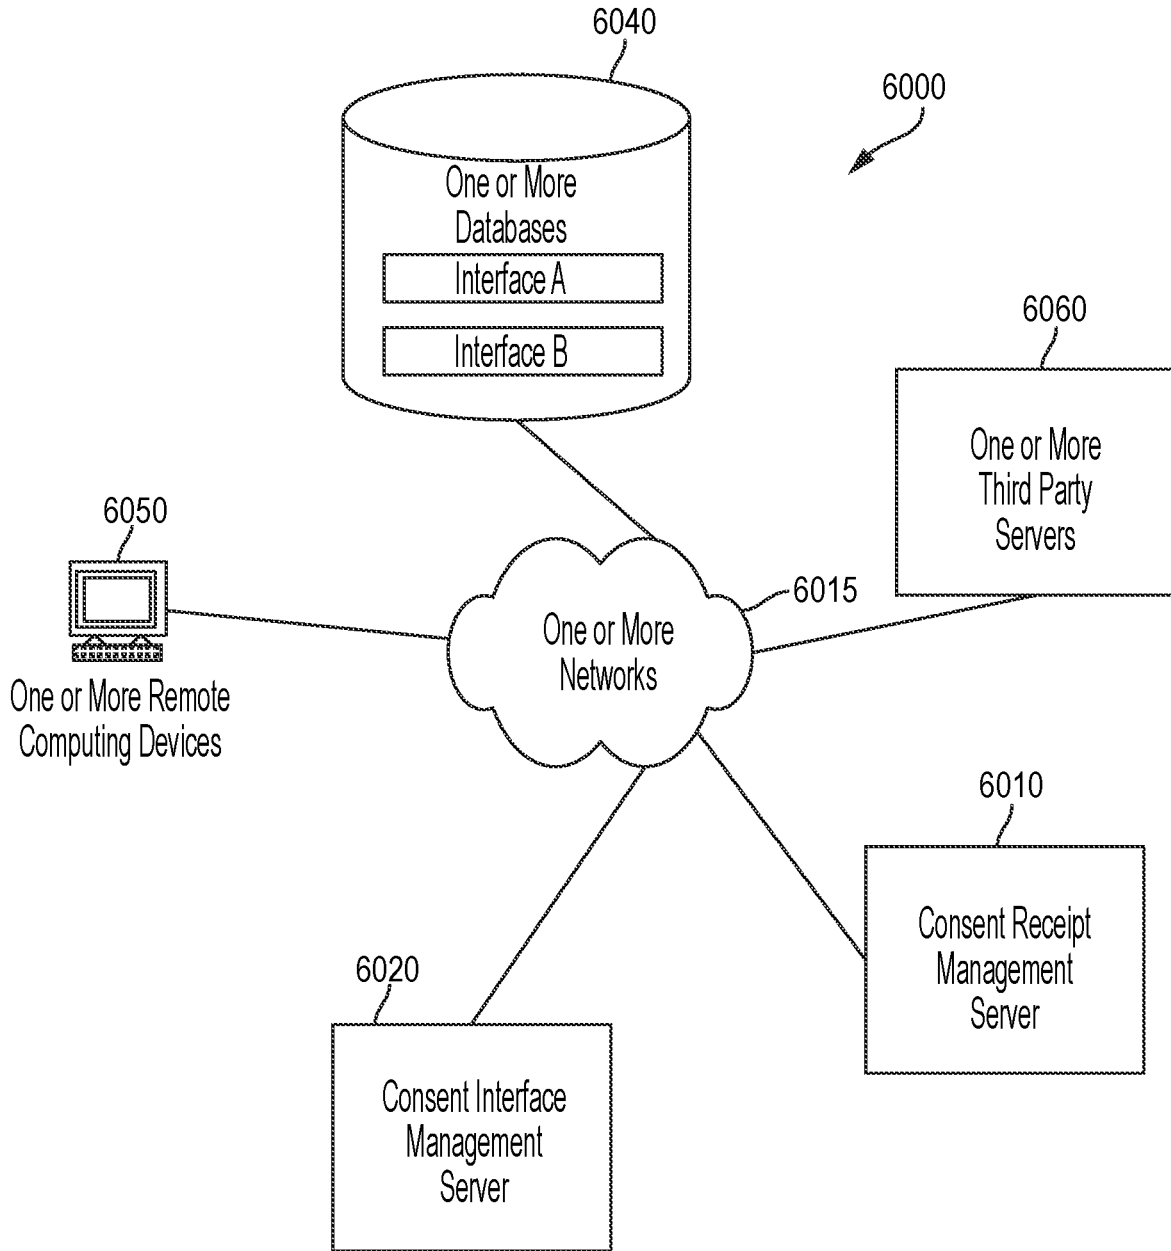 6040
6000
One or More
Databases
Interface A
Interface B
6060
One or More
Third Party
Servers
6050
One or More Remote
Computing Devices
6015
One or More
Networks
6010
Consent Receipt
Management
Server
6020
Consent Interface
Management
Server